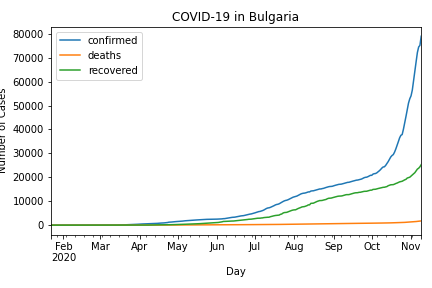 COVID-19 in Bulgaria
confirmed
deaths
recovered
Number of Cases
80000
70000
60000
50000
40000
30000
20000
10000
0
Feb Mar Apr May Jun Jul Aug Sep Oct Nov
2020
Day